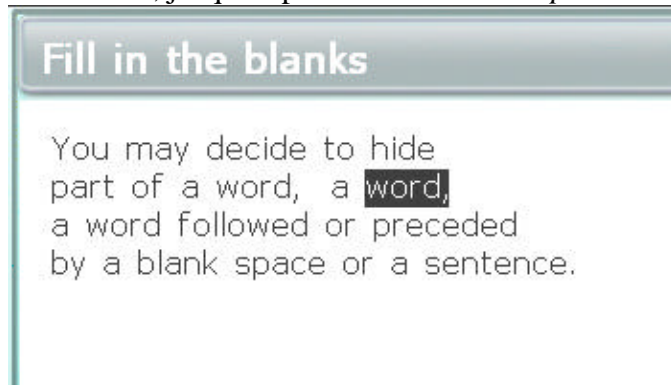 Fill in the blanks
You may decide to hide
part of a word, a word,
a word followed or preceded
by a blank space or a sentence.